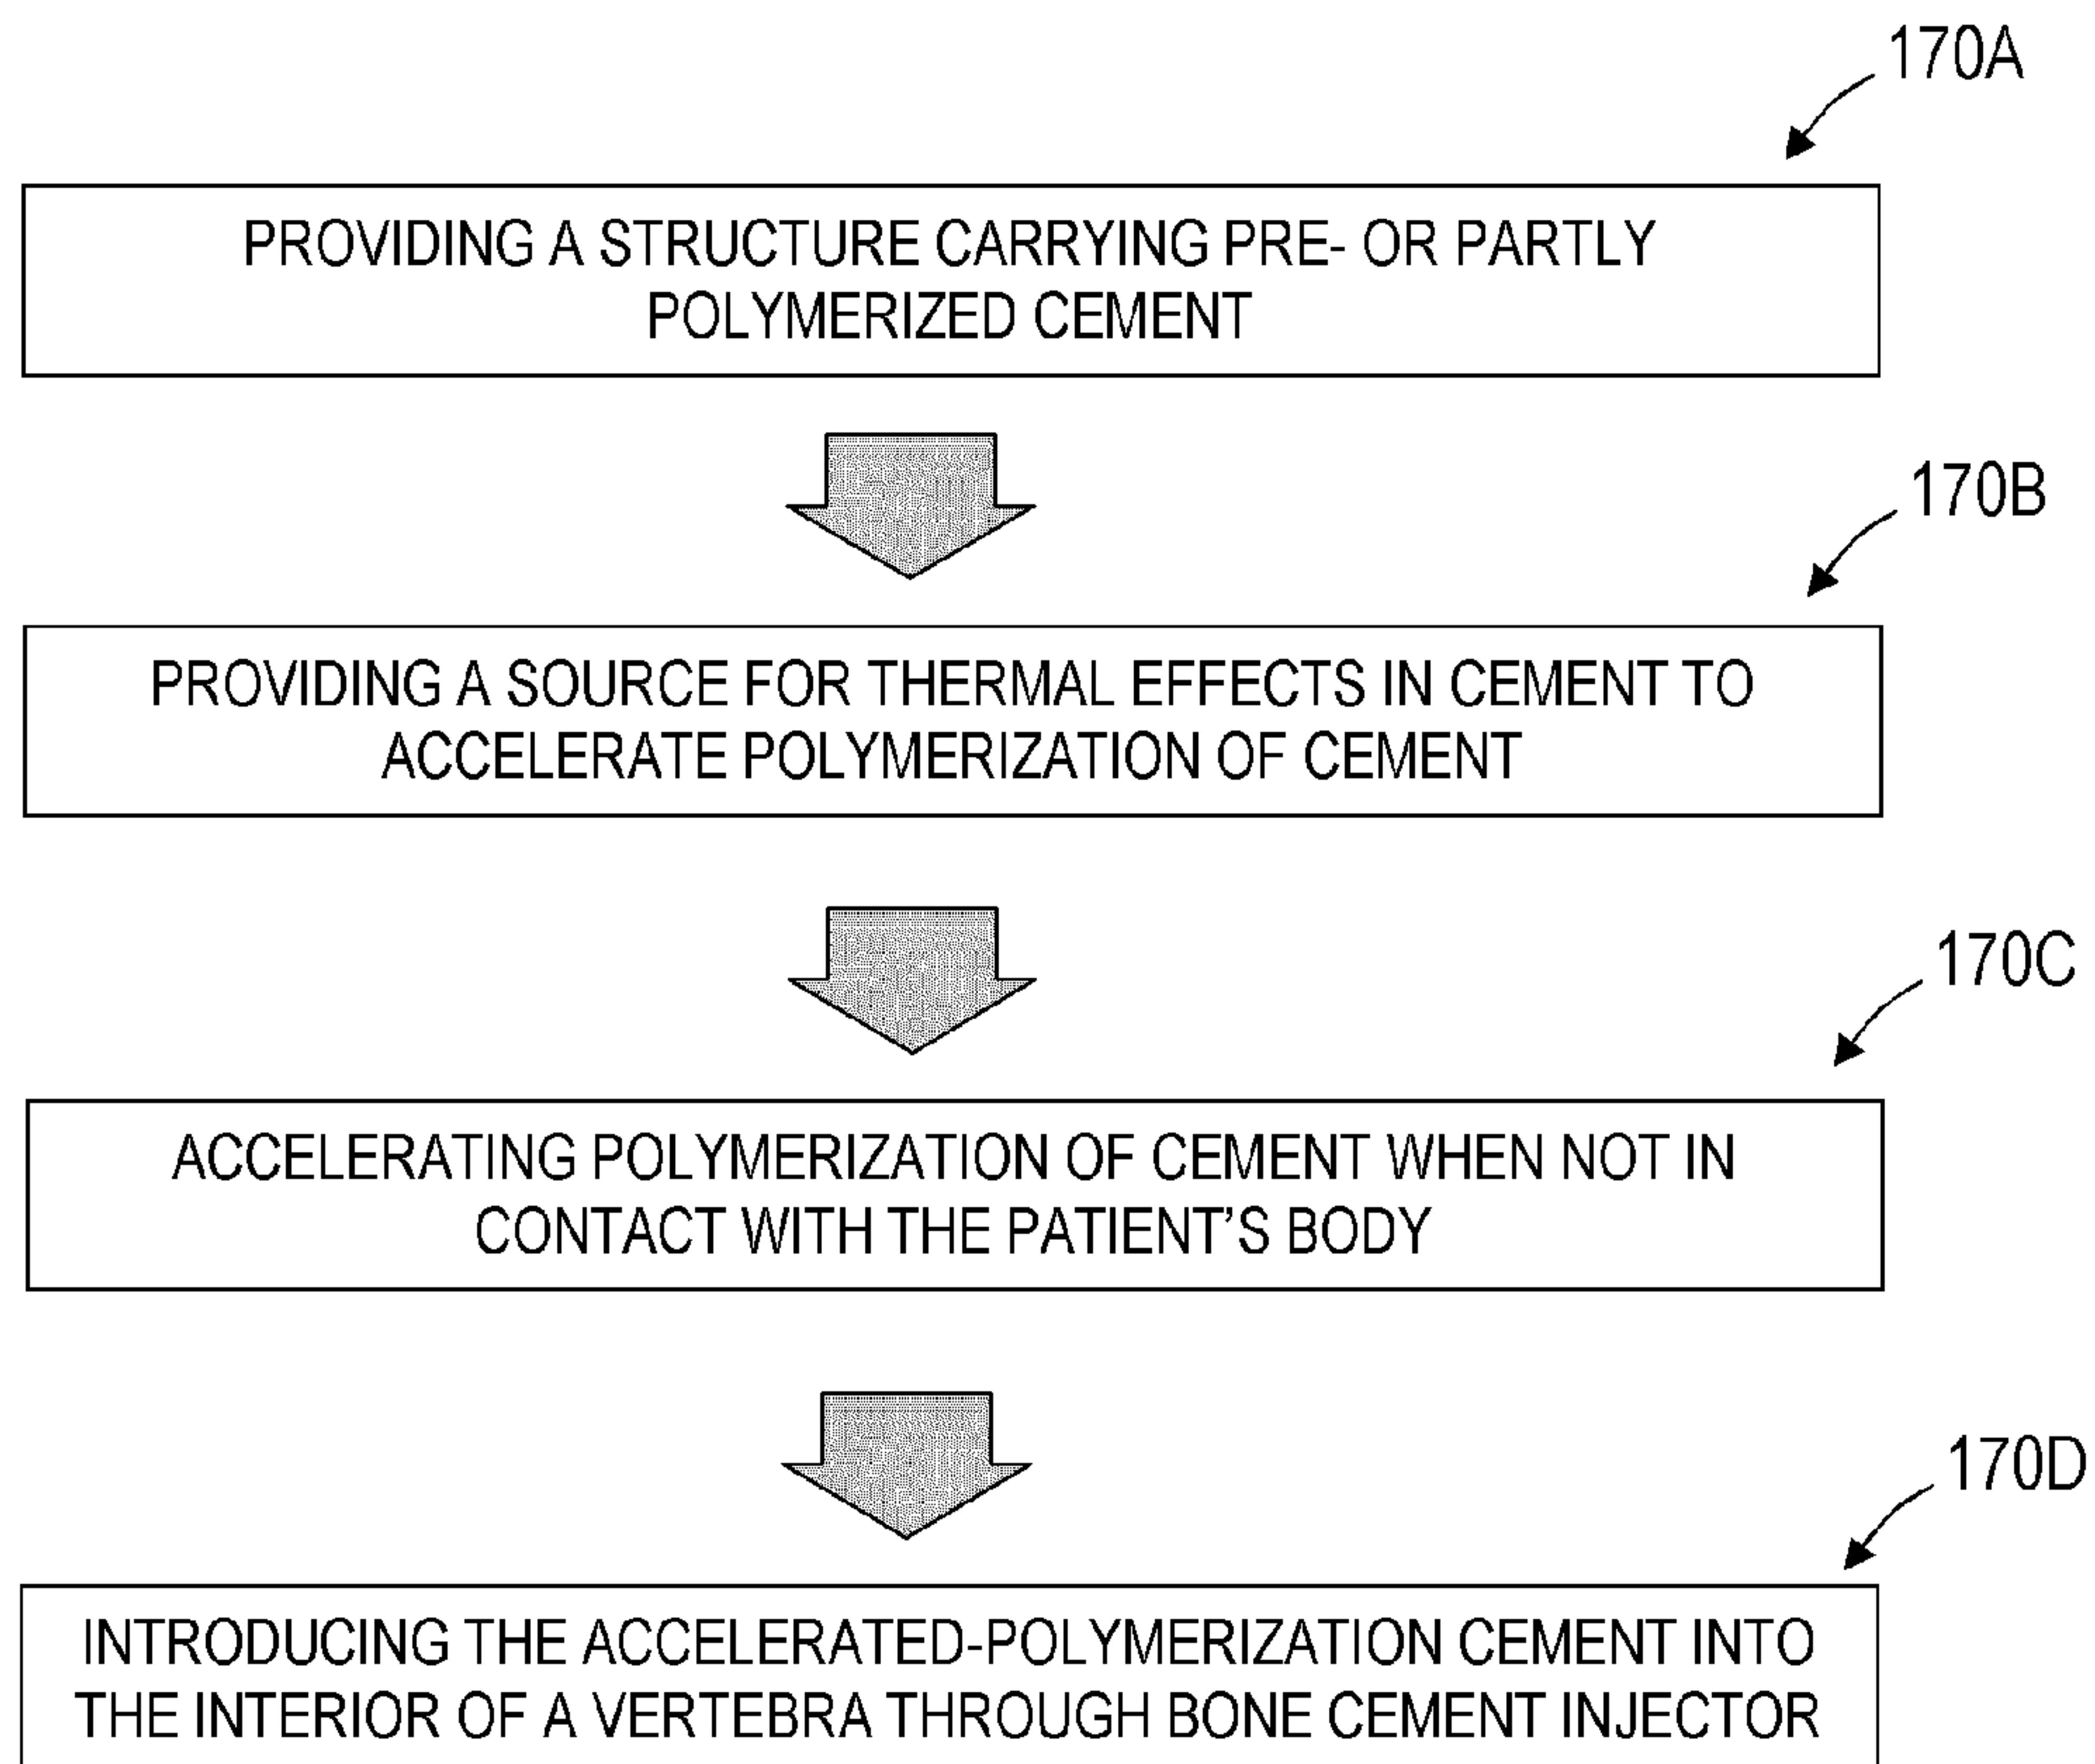 170A
PROVIDING A STRUCTURE CARRYING PRE- OR PARTLY
POLYMERIZED CEMENT
170B
PROVIDING A SOURCE FOR THERMAL EFFECTS IN CEMENT TO
ACCELERATE POLYMERIZATION OF CEMENT
170C
ACCELERATING POLYMERIZATION OF CEMENT WHEN NOT IN
CONTACT WITH THE PATIENT'S BODY
170D
INTRODUCING THE ACCELERATED-POLYMERIZATION CEMENT INTO
THE INTERIOR OF A VERTEBRA THROUGH BONE CEMENT INJECTOR